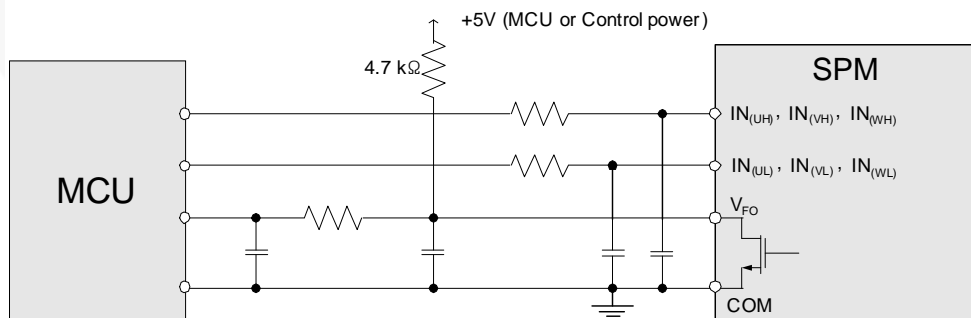 +5V (MCU or Control power)
4.7 kΩ
SPM
IN(UH), IN(VH), IN(WH)
MCU
IN(UL), IN(VL), IN(WL)
VFO
COM